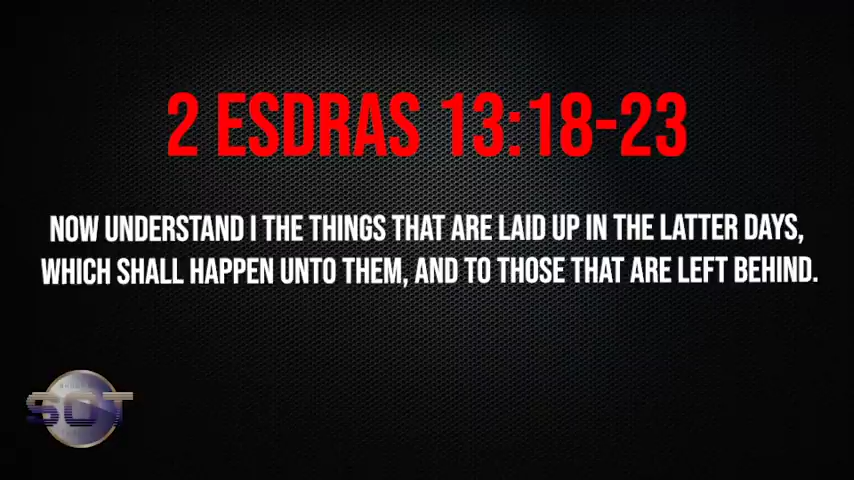 2 ESDRAS 13:18-23
NOW UNDERSTAND I THE THINGS THAT ARE LAID UP IN THE LATTER DAYS,
WHICH SHALL HAPPEN UNTO THEM, AND TO THOSE THAT ARE LEFT BEHIND.
SCT